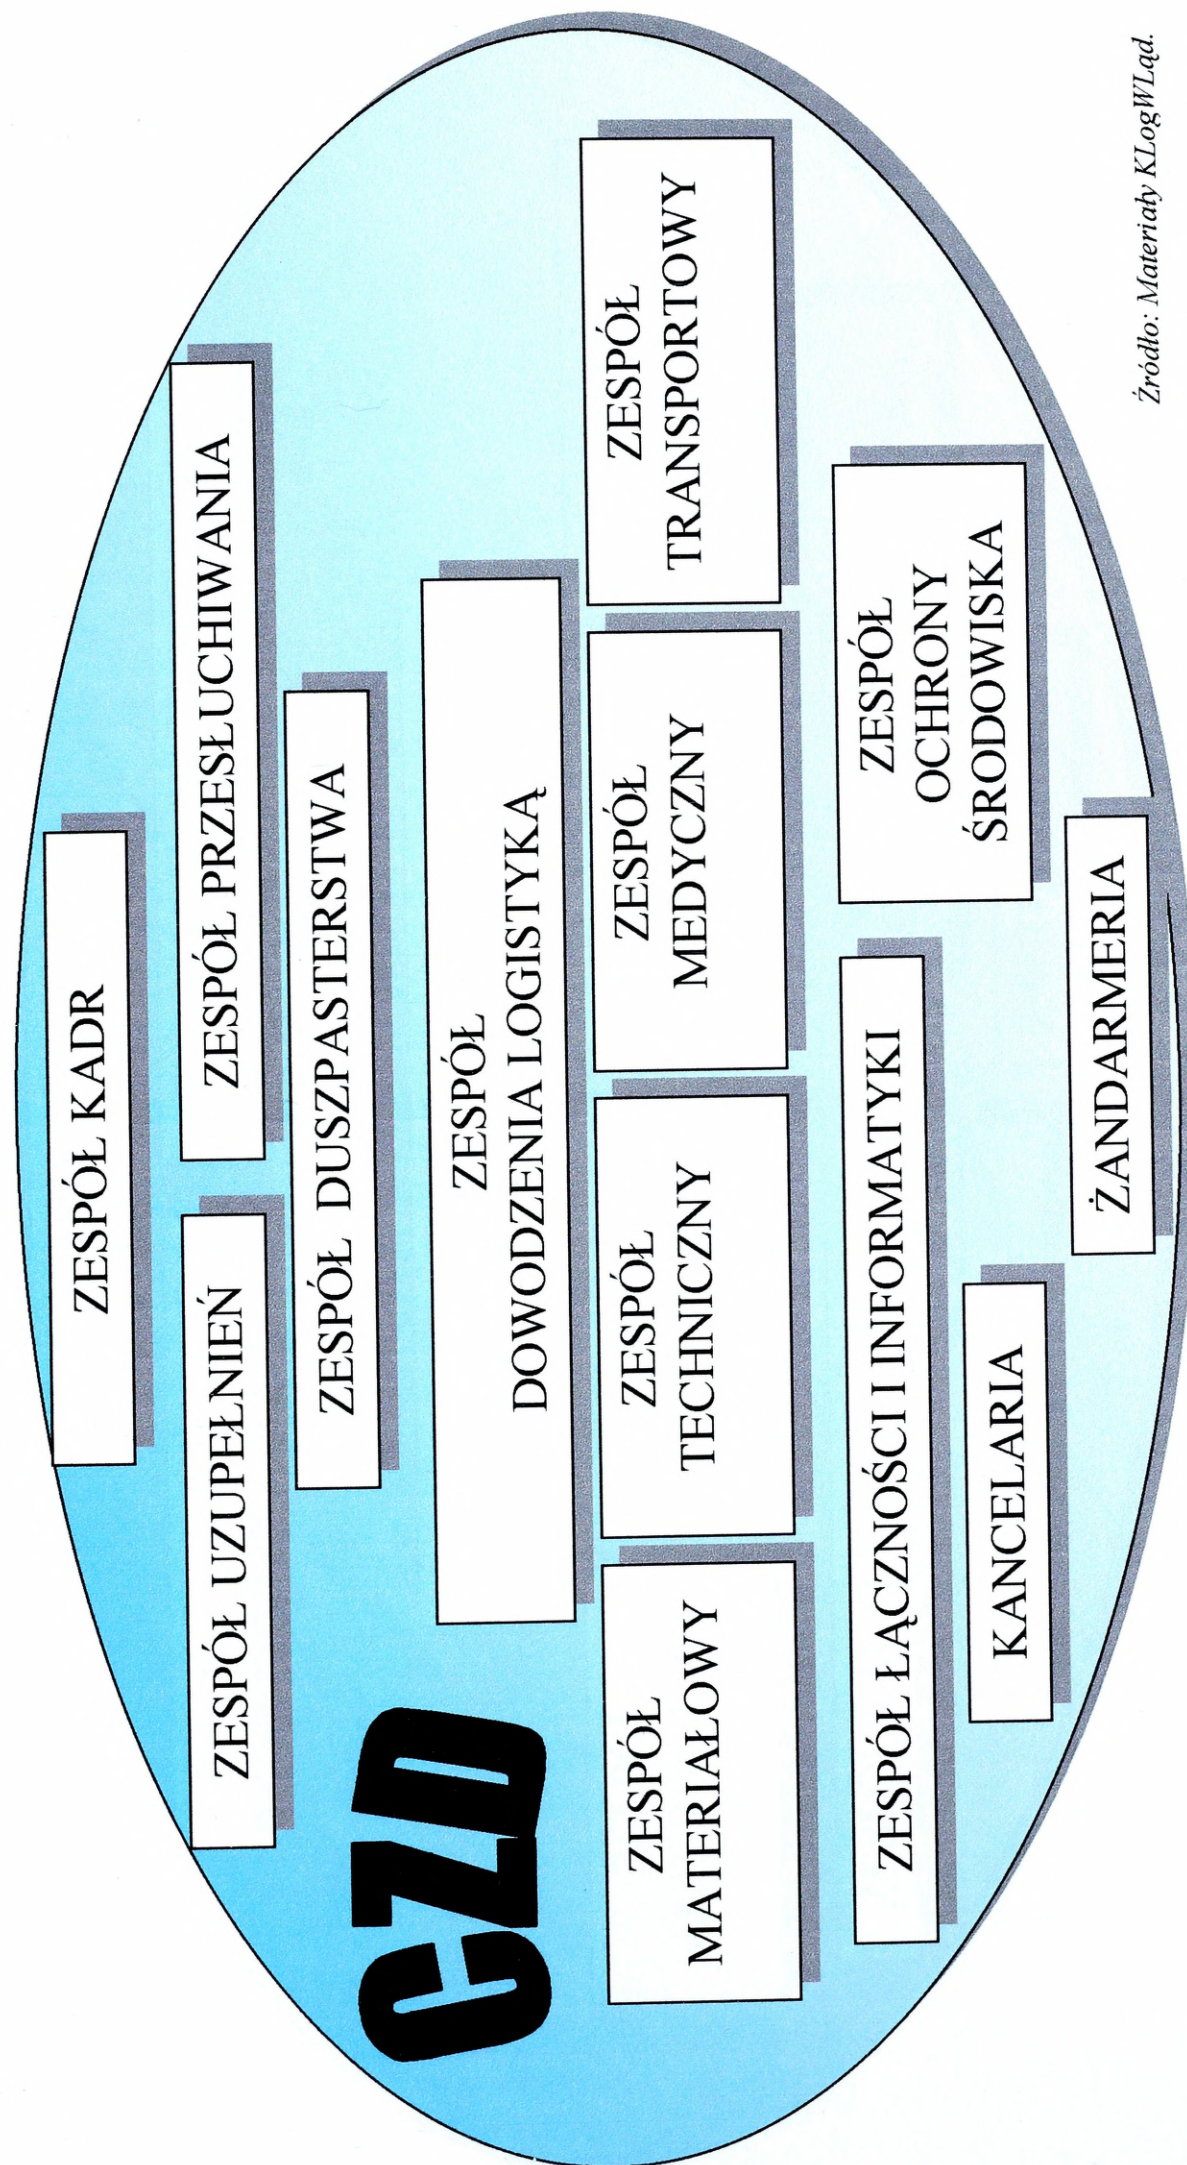 ZESPÓŁ KADR
ZESPÓŁ UZUPEŁNIEŃ
ZESPÓŁ PRZESŁUCHIWANIA
ZESPÓŁ DUSZPASTERSTWA
CZD
ZESPÓŁ
DOWODZENIA LOGISTYKĄ
ZESPÓŁ
MATERIAŁOWY
ZESPÓŁ
TECHNICZNY
ZESPÓŁ
MEDYCZNY
ZESPÓŁ
TRANSPORTOWY
ZESPÓŁ ŁĄCZNOŚCI I INFORMATYKI
ZESPÓŁ
OCHRONY
ŚRODOWISKA
KANCELARIA
ŻANDARMERIA
Źródło: Materiały KLogWLąd.